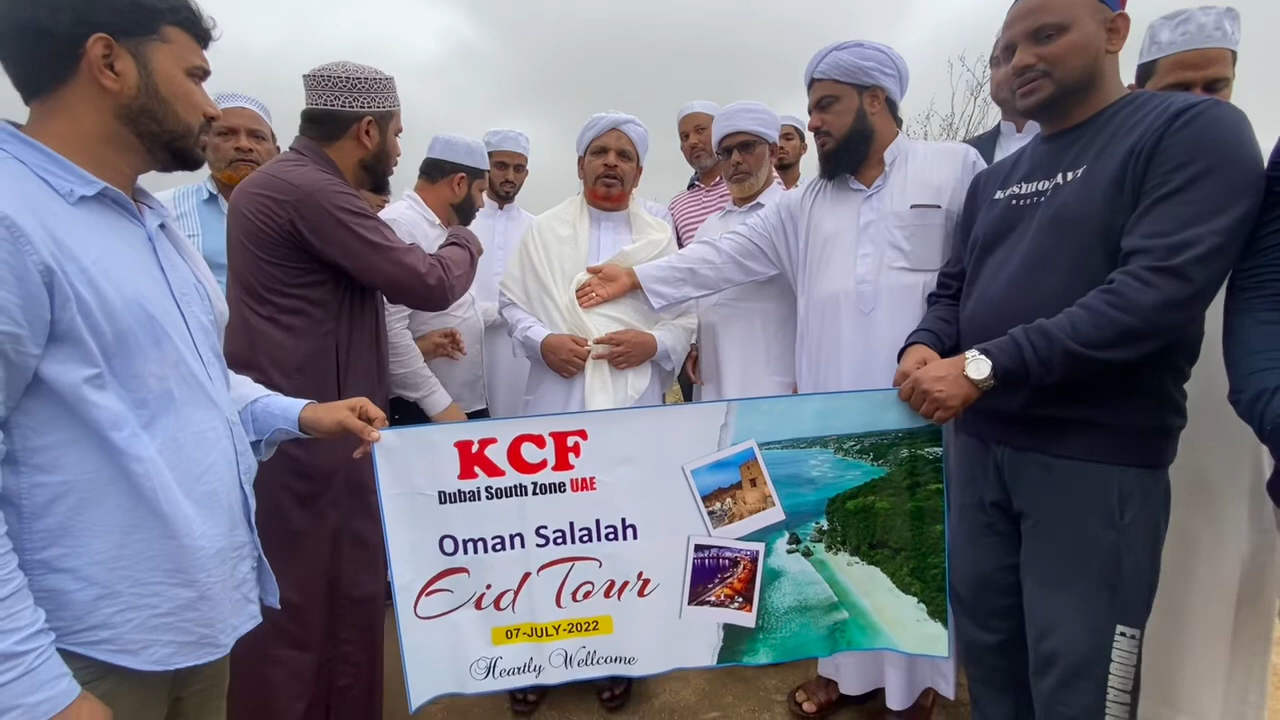 KCF
Dubai South Zone UAE
Oman Salalah
Eid Tour
07-JULY-2022
Heartly Wellcome